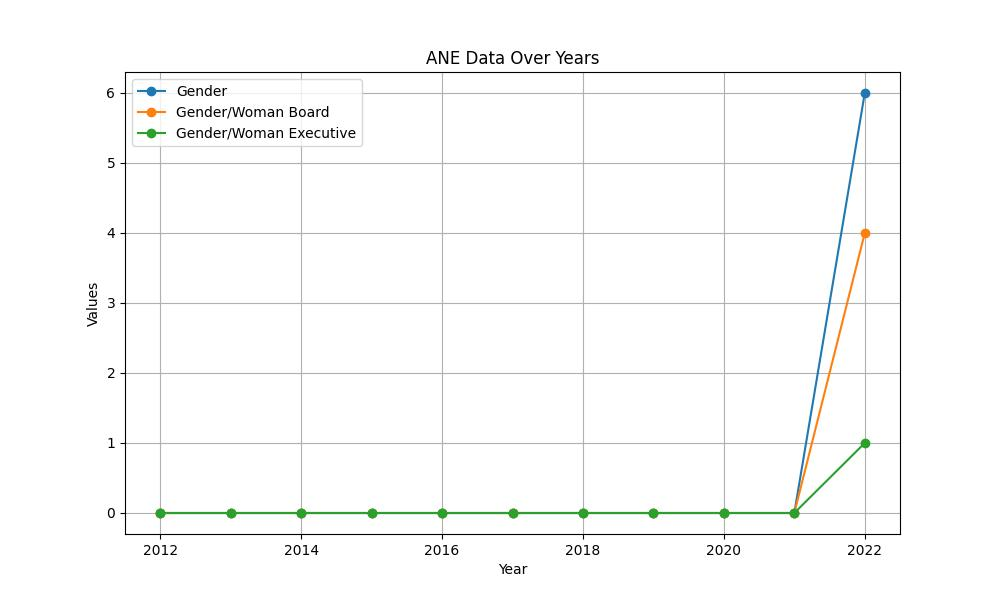 ANE Data Over Years
Gender
Gender/Woman Board
Gender/Woman Executive
6
5
4
3
2
1
0
Values
2012 2014 2016 2018 2020 2022
Year